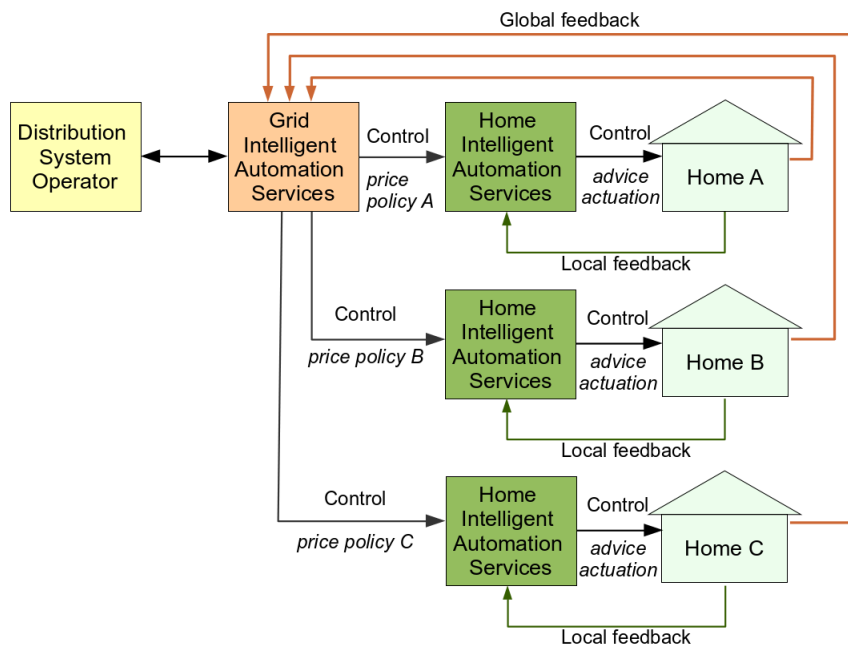 Global feedback
Distribution
System
Operator
Grid
Intelligent
Automation
Services
Control
price
policy A
Home
Intelligent
Automation
Services
Control
advice
actuation
Home A
Local feedback
Control
price policy B
Home
Intelligent
Automation
Services
Control
advice
actuation
Home B
Local feedback
Control
price policy C
Home
Intelligent
Automation
Services
Control
advice
actuation
Home C
Local feedback